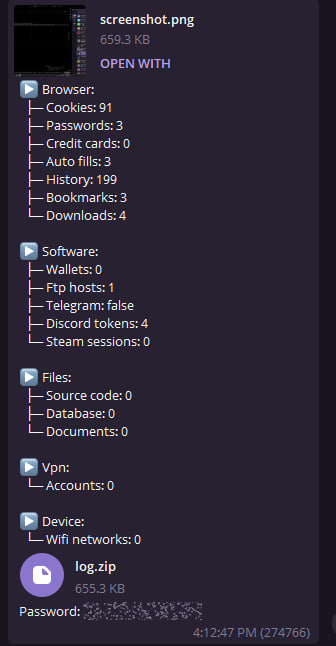 screenshot.png
659.3 KB
OPEN WITH
▶ Browser:
├─ Cookies: 91
├─ Passwords: 3
├─ Credit cards: 0
├─ Auto fills: 3
├─ History: 199
├─ Bookmarks: 3
└─ Downloads: 4
▶ Software:
├─ Wallets: 0
├─ Ftp hosts: 1
├─ Telegram: false
├─ Discord tokens: 4
└─ Steam sessions: 0
▶ Files:
├─ Source code: 0
├─ Database: 0
└─ Documents: 0
▶ Vpn:
└─ Accounts: 0
▶ Device:
└─ Wifi networks: 0
log.zip
655.3 KB
Password:
4:12:47 PM (274766)